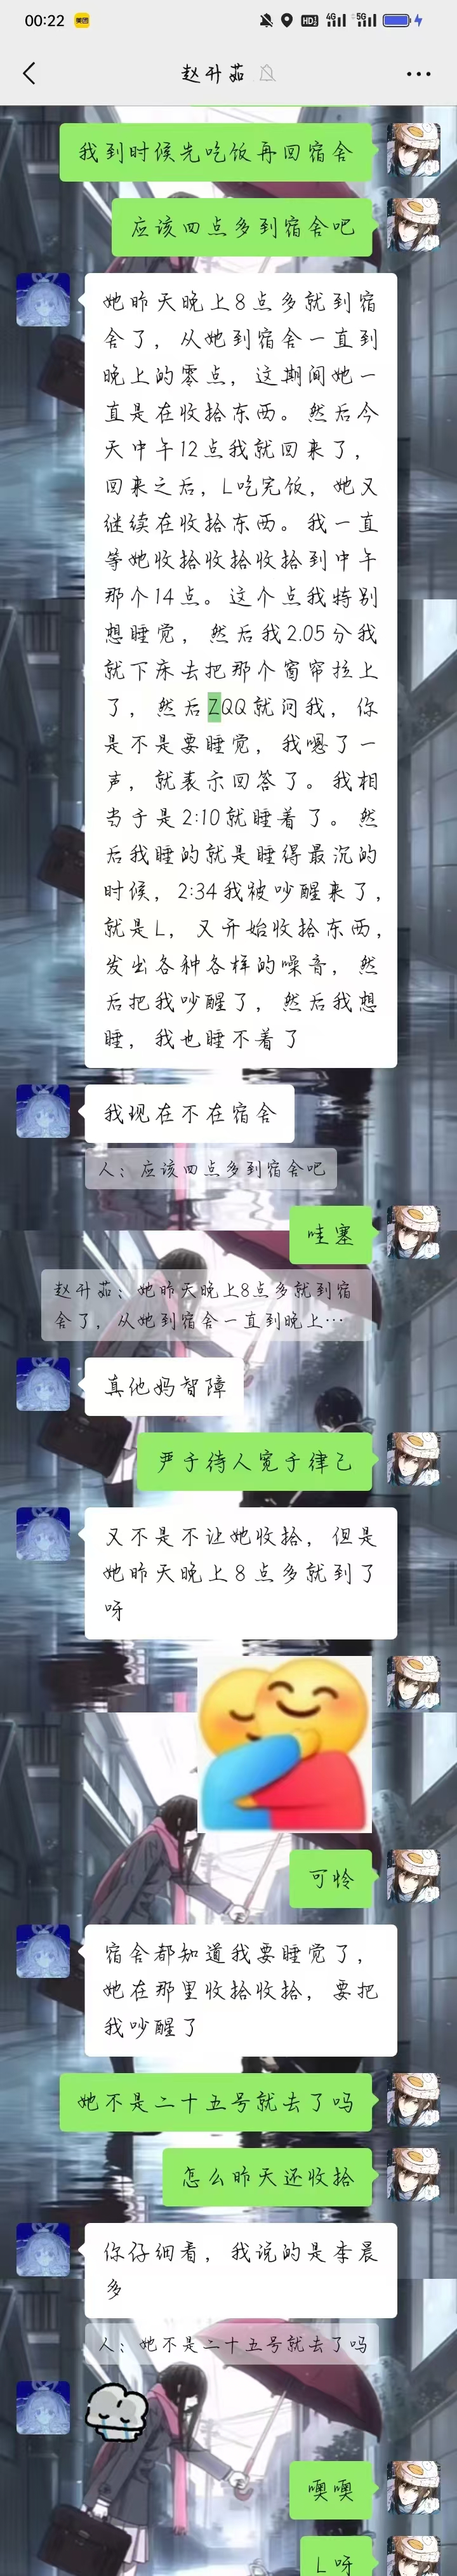 00:22
美团
HD
4G
5G
赵升茹
我到时候先吃饭再回宿舍
应该四点多到宿舍吧
她昨天晚上8点多就到宿
舍了，从她到宿舍一直到
晚上的零点，这期间她一
直是在收拾东西。然后今
天中午12点我就回来了，
回来之后，L吃完饭，她又
继续在收拾东西。我一直
等她收拾收拾收拾到中午
那个14点。这个点我特别
想睡觉，然后我2.05分我
就下床去把那个窗帘拉上
了，然后ZQQ就问我，你
是不是要睡觉，我嗯了一
声，就表示回答了。我相
当于是2:10就睡着了。然
后我睡的就是睡得最沉的
时候，2:34我被吵醒来了，
就是L，又开始收拾东西，
发出各种各样的噪音，然
后把我吵醒了，然后我想
睡，我也睡不着了
我现在不在宿舍
人：应该四点多到宿舍吧
哇塞
赵升茹：她昨天晚上8点多就到宿
舍了，从她到宿舍一直到晚上…
真他妈智障
严于待人宽于律己
又不是不让她收拾，但是
她昨天晚上8点多就到了
呀
可怜
宿舍都知道我要睡觉了，
她在那里收拾收拾，要把
我吵醒了
她不是二十五号就去了吗
怎么昨天还收拾
你仔细看，我说的是李晨
多
人：她不是二十五号就去了吗
噢噢
L呀